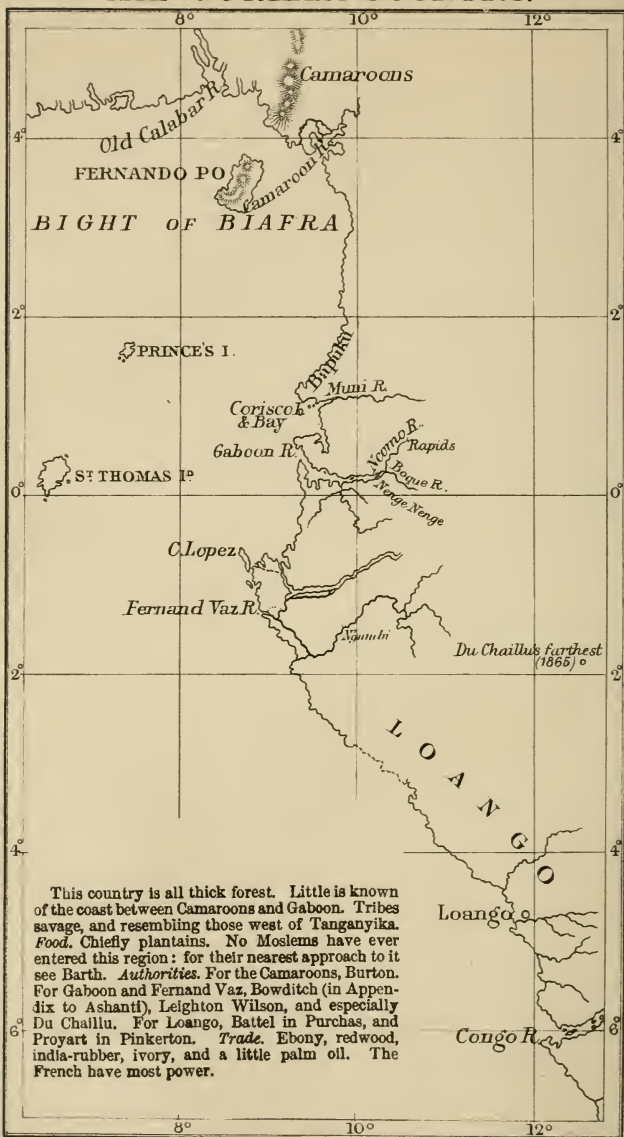 8° 10° 12°
Camaroons
Old Calabar R.
4° 4°
FERNANDO PO
Camaroon R.
BIGHT OF BIAFRA
2° 2°
Bapuku
PRINCE'S I.
Muni R.
Corisco I.
& Bay
Ncomo R.
Rapids
Gaboon R.
Boque R.
ST. THOMAS ID.
0° 0°
Nenge Nenge
C. Lopez
Fernand Vaz R.
Ngumbi
Du Chaillu's farthest
(1865)
2° 2°
LOANGO
4° 4°
This country is all thick forest. Little is known
of the coast between Camaroons and Gaboon. Tribes
savage, and resembling those west of Tanganyika.
Food. Chiefly plantains. No Moslems have ever
entered this region: for their nearest approach to it
see Barth. Authorities. For the Camaroons, Burton.
For Gaboon and Fernand Vaz, Bowditch (in Appen-
dix to Ashanti), Leighton Wilson, and especially
Du Chaillu. For Loango, Battel in Purchas, and
Proyart in Pinkerton. Trade. Ebony, redwood,
india-rubber, ivory, and a little palm oil. The
French have most power.
Loango
6° 6°
Congo R.
8° 10° 12°